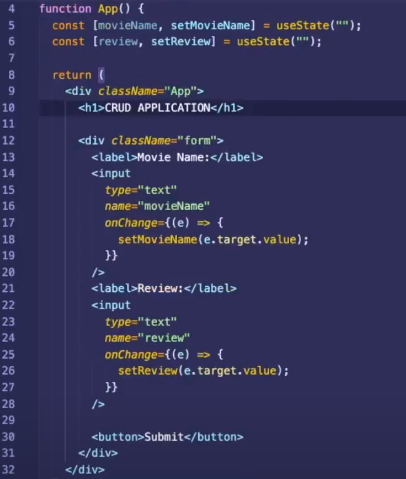 4 function App() {
5 const [movieName, setMovieName] = useState("");
6 const [review, setReview] = useState("");
7
8 return (
9 <div className="App">
10 <h1>CRUD APPLICATION</h1>
11
12 <div className="form">
13 <label>Movie Name:</label>
14 <input
15 type="text"
16 name="movieName"
17 onChange={(e) => {
18 setMovieName(e.target.value);
19 }}
20 />
21 <label>Review:</label>
22 <input
23 type="text"
24 name="review"
25 onChange={(e) => {
26 setReview(e.target.value);
27 }}
28 />
29
30 <button>Submit</button>
31 </div>
32 </div>